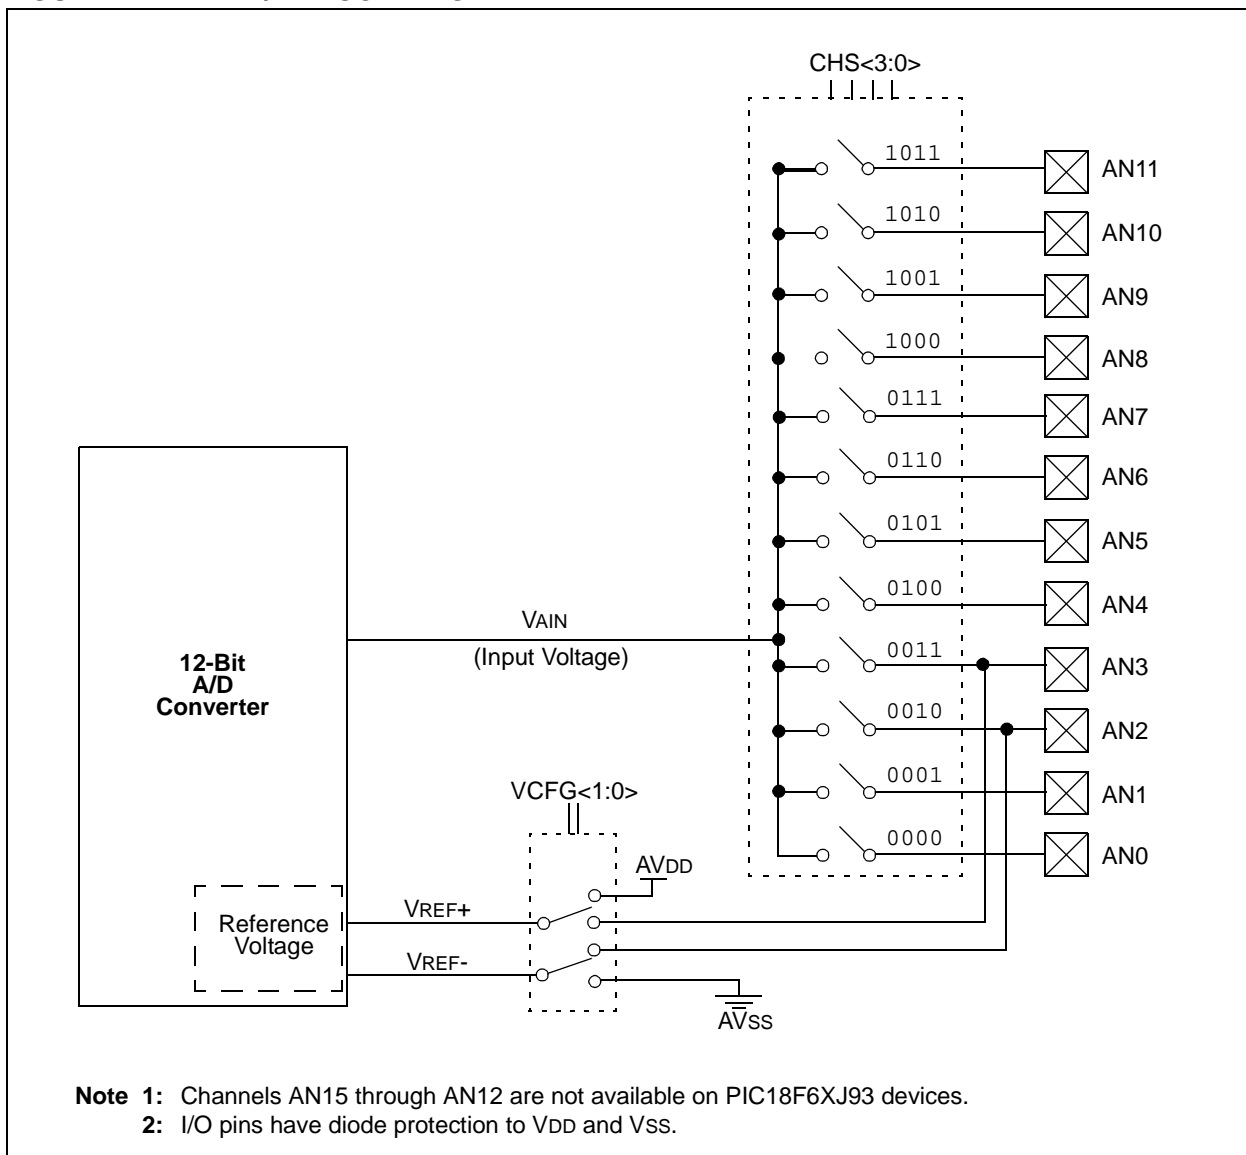 CHS<3:0>
1011 AN11
1010 AN10
1001 AN9
1000 AN8
0111 AN7
0110 AN6
0101 AN5
0100 AN4
VAIN
(Input Voltage)
12-Bit
A/D
Converter
0011 AN3
0010 AN2
0001 AN1
0000 AN0
VCFG<1:0>
AVDD
Reference
Voltage
VREF+
VREF-
AVSS
Note 1: Channels AN15 through AN12 are not available on PIC18F6XJ93 devices.
2: I/O pins have diode protection to VDD and VSS.